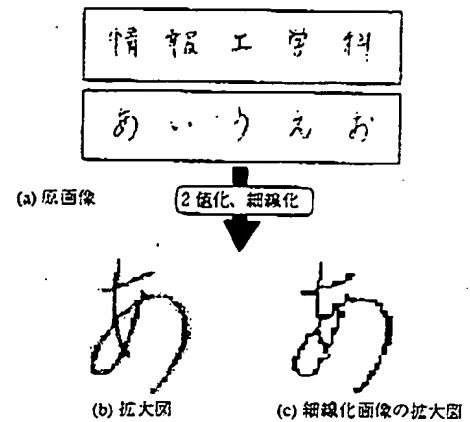 情報工学科
あいうえお
(a) 原画像
2値化、細線化
あ
あ
(b) 拡大図
(c) 細線化画像の拡大図